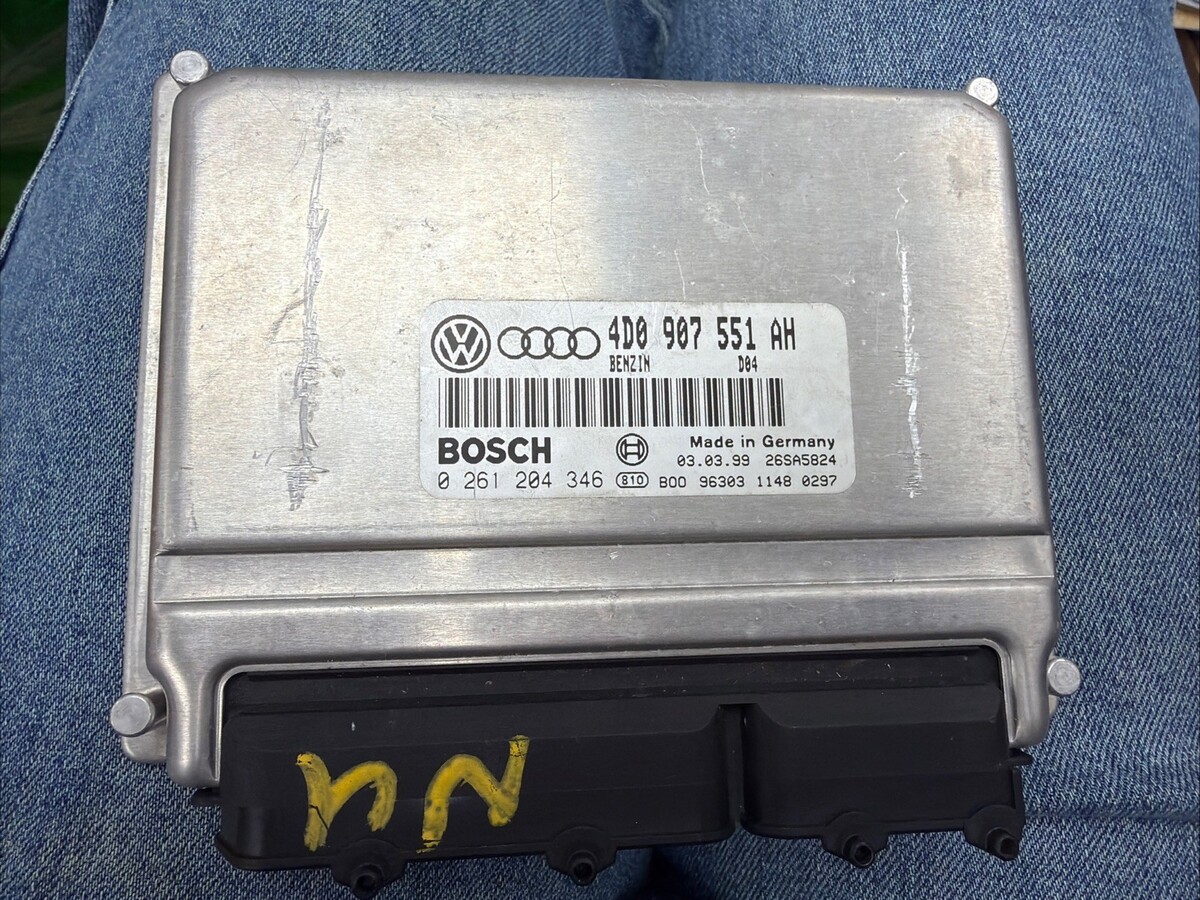 4D0 907 551 AH
BENZIN D04
BOSCH Made in Germany
03.03.99 26SA5824
0 261 204 346 810 B00 96303 1148 0297